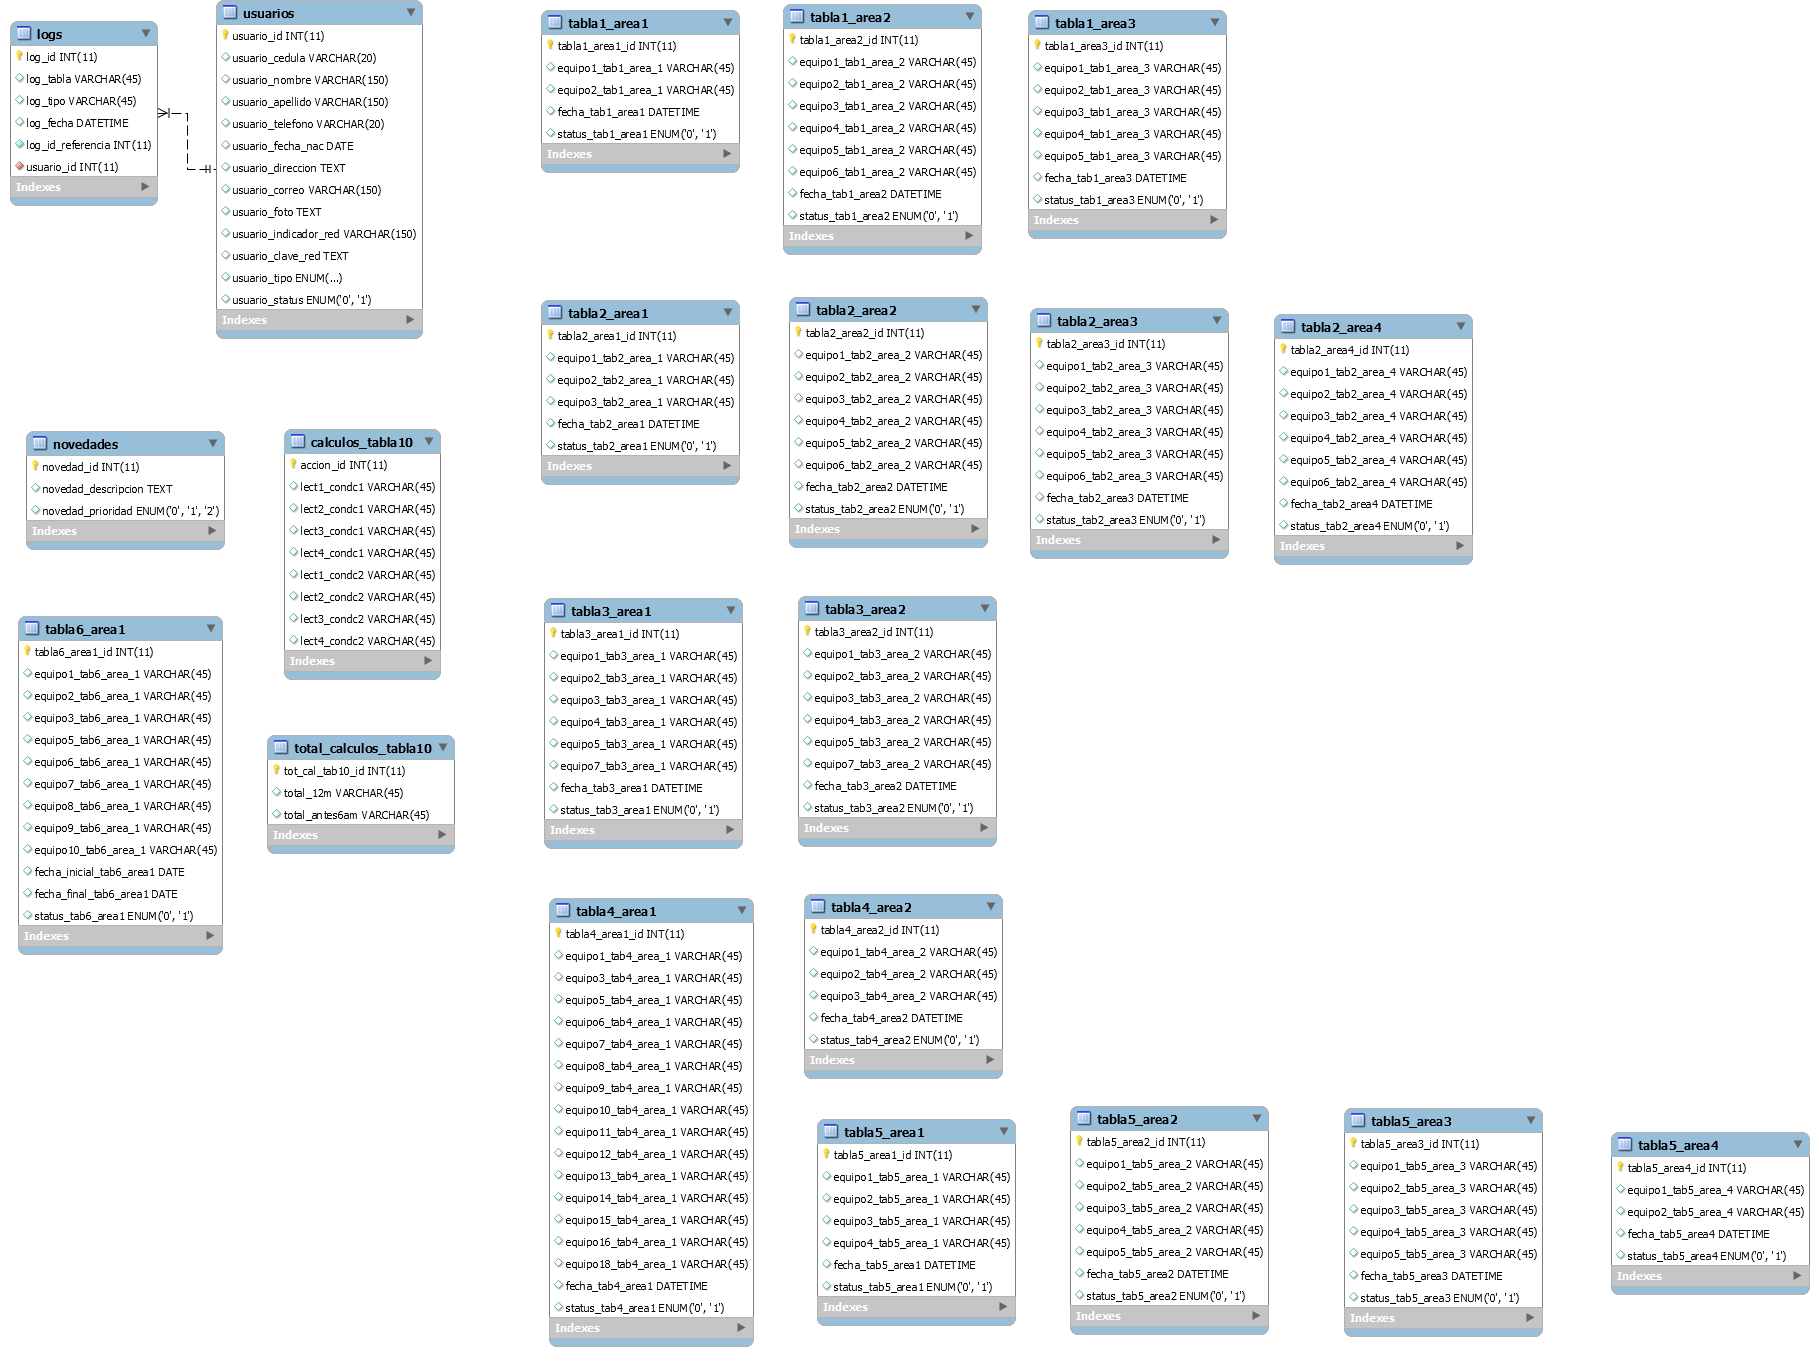 logs
log_id INT(11)
log_tabla VARCHAR(45)
log_tipo VARCHAR(45)
log_fecha DATETIME
log_id_referencia INT(11)
usuario_id INT(11)
Indexes
usuarios
usuario_id INT(11)
usuario_cedula VARCHAR(20)
usuario_nombre VARCHAR(150)
usuario_apellido VARCHAR(150)
usuario_telefono VARCHAR(20)
usuario_fecha_nac DATE
usuario_direccion TEXT
usuario_correo VARCHAR(150)
usuario_foto TEXT
usuario_indicador_red VARCHAR(150)
usuario_clave_red TEXT
usuario_tipo ENUM(...)
usuario_status ENUM('0', '1')
Indexes
tabla1_area1
tabla1_area1_id INT(11)
equipo1_tab1_area_1 VARCHAR(45)
equipo2_tab1_area_1 VARCHAR(45)
fecha_tab1_area1 DATETIME
status_tab1_area1 ENUM('0', '1')
Indexes
tabla1_area2
tabla1_area2_id INT(11)
equipo1_tab1_area_2 VARCHAR(45)
equipo2_tab1_area_2 VARCHAR(45)
equipo3_tab1_area_2 VARCHAR(45)
equipo4_tab1_area_2 VARCHAR(45)
equipo5_tab1_area_2 VARCHAR(45)
equipo6_tab1_area_2 VARCHAR(45)
fecha_tab1_area2 DATETIME
status_tab1_area2 ENUM('0', '1')
Indexes
tabla1_area3
tabla1_area3_id INT(11)
equipo1_tab1_area_3 VARCHAR(45)
equipo2_tab1_area_3 VARCHAR(45)
equipo3_tab1_area_3 VARCHAR(45)
equipo4_tab1_area_3 VARCHAR(45)
equipo5_tab1_area_3 VARCHAR(45)
fecha_tab1_area3 DATETIME
status_tab1_area3 ENUM('0', '1')
Indexes
tabla2_area1
tabla2_area1_id INT(11)
equipo1_tab2_area_1 VARCHAR(45)
equipo2_tab2_area_1 VARCHAR(45)
equipo3_tab2_area_1 VARCHAR(45)
fecha_tab2_area1 DATETIME
status_tab2_area1 ENUM('0', '1')
Indexes
tabla2_area2
tabla2_area2_id INT(11)
equipo1_tab2_area_2 VARCHAR(45)
equipo2_tab2_area_2 VARCHAR(45)
equipo3_tab2_area_2 VARCHAR(45)
equipo4_tab2_area_2 VARCHAR(45)
equipo5_tab2_area_2 VARCHAR(45)
equipo6_tab2_area_2 VARCHAR(45)
fecha_tab2_area2 DATETIME
status_tab2_area2 ENUM('0', '1')
Indexes
tabla2_area3
tabla2_area3_id INT(11)
equipo1_tab2_area_3 VARCHAR(45)
equipo2_tab2_area_3 VARCHAR(45)
equipo3_tab2_area_3 VARCHAR(45)
equipo4_tab2_area_3 VARCHAR(45)
equipo5_tab2_area_3 VARCHAR(45)
equipo6_tab2_area_3 VARCHAR(45)
fecha_tab2_area3 DATETIME
status_tab2_area3 ENUM('0', '1')
Indexes
tabla2_area4
tabla2_area4_id INT(11)
equipo1_tab2_area_4 VARCHAR(45)
equipo2_tab2_area_4 VARCHAR(45)
equipo3_tab2_area_4 VARCHAR(45)
equipo4_tab2_area_4 VARCHAR(45)
equipo5_tab2_area_4 VARCHAR(45)
equipo6_tab2_area_4 VARCHAR(45)
fecha_tab2_area4 DATETIME
status_tab2_area4 ENUM('0', '1')
Indexes
novedades
novedad_id INT(11)
novedad_descripcion TEXT
novedad_prioridad ENUM('0', '1', '2')
Indexes
calculos_tabla10
accion_id INT(11)
lect1_condc1 VARCHAR(45)
lect2_condc1 VARCHAR(45)
lect3_condc1 VARCHAR(45)
lect4_condc1 VARCHAR(45)
lect1_condc2 VARCHAR(45)
lect2_condc2 VARCHAR(45)
lect3_condc2 VARCHAR(45)
lect4_condc2 VARCHAR(45)
Indexes
tabla6_area1
tabla6_area1_id INT(11)
equipo1_tab6_area_1 VARCHAR(45)
equipo2_tab6_area_1 VARCHAR(45)
equipo3_tab6_area_1 VARCHAR(45)
equipo5_tab6_area_1 VARCHAR(45)
equipo6_tab6_area_1 VARCHAR(45)
equipo7_tab6_area_1 VARCHAR(45)
equipo8_tab6_area_1 VARCHAR(45)
equipo9_tab6_area_1 VARCHAR(45)
equipo10_tab6_area_1 VARCHAR(45)
fecha_inicial_tab6_area1 DATE
fecha_final_tab6_area1 DATE
status_tab6_area1 ENUM('0', '1')
Indexes
total_calculos_tabla10
tot_cal_tab10_id INT(11)
total_12m VARCHAR(45)
total_antes6am VARCHAR(45)
Indexes
tabla3_area1
tabla3_area1_id INT(11)
equipo1_tab3_area_1 VARCHAR(45)
equipo2_tab3_area_1 VARCHAR(45)
equipo3_tab3_area_1 VARCHAR(45)
equipo4_tab3_area_1 VARCHAR(45)
equipo5_tab3_area_1 VARCHAR(45)
equipo7_tab3_area_1 VARCHAR(45)
fecha_tab3_area1 DATETIME
status_tab3_area1 ENUM('0', '1')
Indexes
tabla3_area2
tabla3_area2_id INT(11)
equipo1_tab3_area_2 VARCHAR(45)
equipo2_tab3_area_2 VARCHAR(45)
equipo3_tab3_area_2 VARCHAR(45)
equipo4_tab3_area_2 VARCHAR(45)
equipo5_tab3_area_2 VARCHAR(45)
equipo7_tab3_area_2 VARCHAR(45)
fecha_tab3_area2 DATETIME
status_tab3_area2 ENUM('0', '1')
Indexes
tabla4_area1
tabla4_area1_id INT(11)
equipo1_tab4_area_1 VARCHAR(45)
equipo3_tab4_area_1 VARCHAR(45)
equipo5_tab4_area_1 VARCHAR(45)
equipo6_tab4_area_1 VARCHAR(45)
equipo7_tab4_area_1 VARCHAR(45)
equipo8_tab4_area_1 VARCHAR(45)
equipo9_tab4_area_1 VARCHAR(45)
equipo10_tab4_area_1 VARCHAR(45)
equipo11_tab4_area_1 VARCHAR(45)
equipo12_tab4_area_1 VARCHAR(45)
equipo13_tab4_area_1 VARCHAR(45)
equipo14_tab4_area_1 VARCHAR(45)
equipo15_tab4_area_1 VARCHAR(45)
equipo16_tab4_area_1 VARCHAR(45)
equipo18_tab4_area_1 VARCHAR(45)
fecha_tab4_area1 DATETIME
status_tab4_area1 ENUM('0', '1')
Indexes
tabla4_area2
tabla4_area2_id INT(11)
equipo1_tab4_area_2 VARCHAR(45)
equipo2_tab4_area_2 VARCHAR(45)
equipo3_tab4_area_2 VARCHAR(45)
fecha_tab4_area2 DATETIME
status_tab4_area2 ENUM('0', '1')
Indexes
tabla5_area1
tabla5_area1_id INT(11)
equipo1_tab5_area_1 VARCHAR(45)
equipo2_tab5_area_1 VARCHAR(45)
equipo3_tab5_area_1 VARCHAR(45)
equipo4_tab5_area_1 VARCHAR(45)
fecha_tab5_area1 DATETIME
status_tab5_area1 ENUM('0', '1')
Indexes
tabla5_area2
tabla5_area2_id INT(11)
equipo1_tab5_area_2 VARCHAR(45)
equipo2_tab5_area_2 VARCHAR(45)
equipo3_tab5_area_2 VARCHAR(45)
equipo4_tab5_area_2 VARCHAR(45)
equipo5_tab5_area_2 VARCHAR(45)
fecha_tab5_area2 DATETIME
status_tab5_area2 ENUM('0', '1')
Indexes
tabla5_area3
tabla5_area3_id INT(11)
equipo1_tab5_area_3 VARCHAR(45)
equipo2_tab5_area_3 VARCHAR(45)
equipo3_tab5_area_3 VARCHAR(45)
equipo4_tab5_area_3 VARCHAR(45)
equipo5_tab5_area_3 VARCHAR(45)
fecha_tab5_area3 DATETIME
status_tab5_area3 ENUM('0', '1')
Indexes
tabla5_area4
tabla5_area4_id INT(11)
equipo1_tab5_area_4 VARCHAR(45)
equipo2_tab5_area_4 VARCHAR(45)
fecha_tab5_area4 DATETIME
status_tab5_area4 ENUM('0', '1')
Indexes